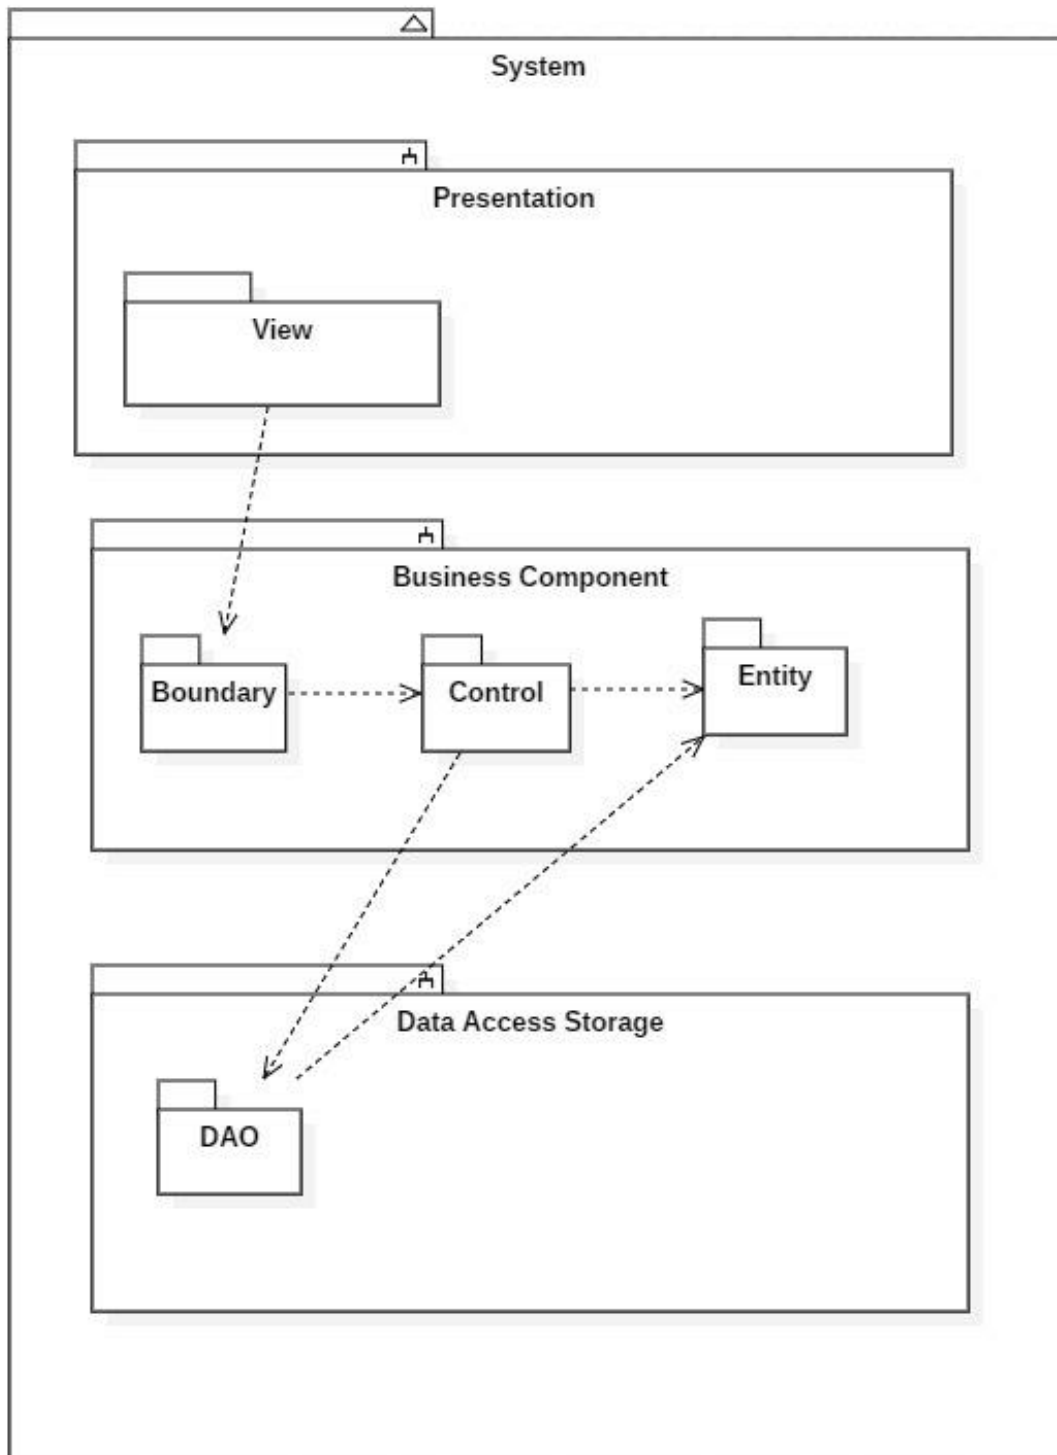 System
Presentation
View
Business Component
Boundary
Control
Entity
Data Access Storage
DAO